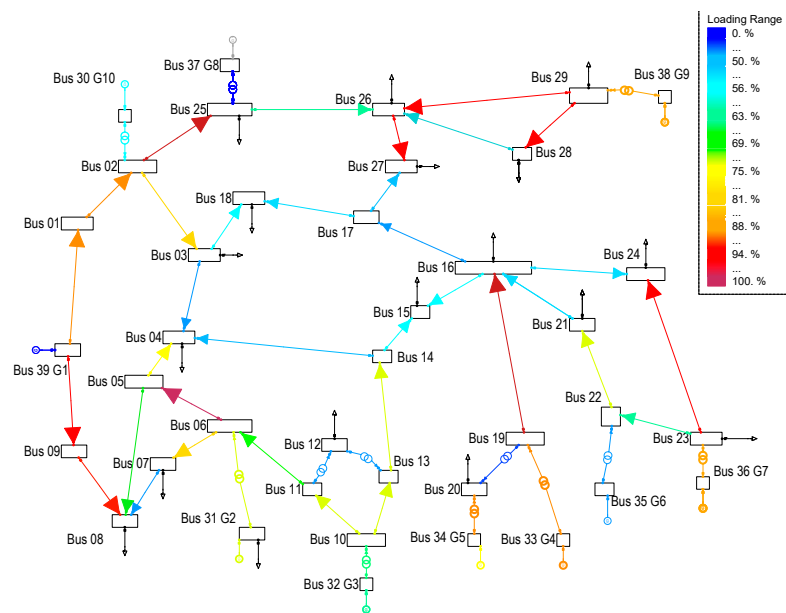 Loading Range
0. %
...
50. %
...
56. %
...
63. %
...
69. %
...
75. %
...
81. %
...
88. %
...
94. %
...
100. %
Bus 30 G10
Bus 37 G8
Bus 25
Bus 26
Bus 29
Bus 38 G9
Bus 28
Bus 02
Bus 27
Bus 18
Bus 01
Bus 17
Bus 03
Bus 16
Bus 24
Bus 15
Bus 21
Bus 04
Bus 14
Bus 39 G1
Bus 05
Bus 22
Bus 06
Bus 12
Bus 19
Bus 23
Bus 09
Bus 07
Bus 13
Bus 11
Bus 20
Bus 36 G7
Bus 35 G6
Bus 08
Bus 31 G2
Bus 10
Bus 34 G5
Bus 33 G4
Bus 32 G3